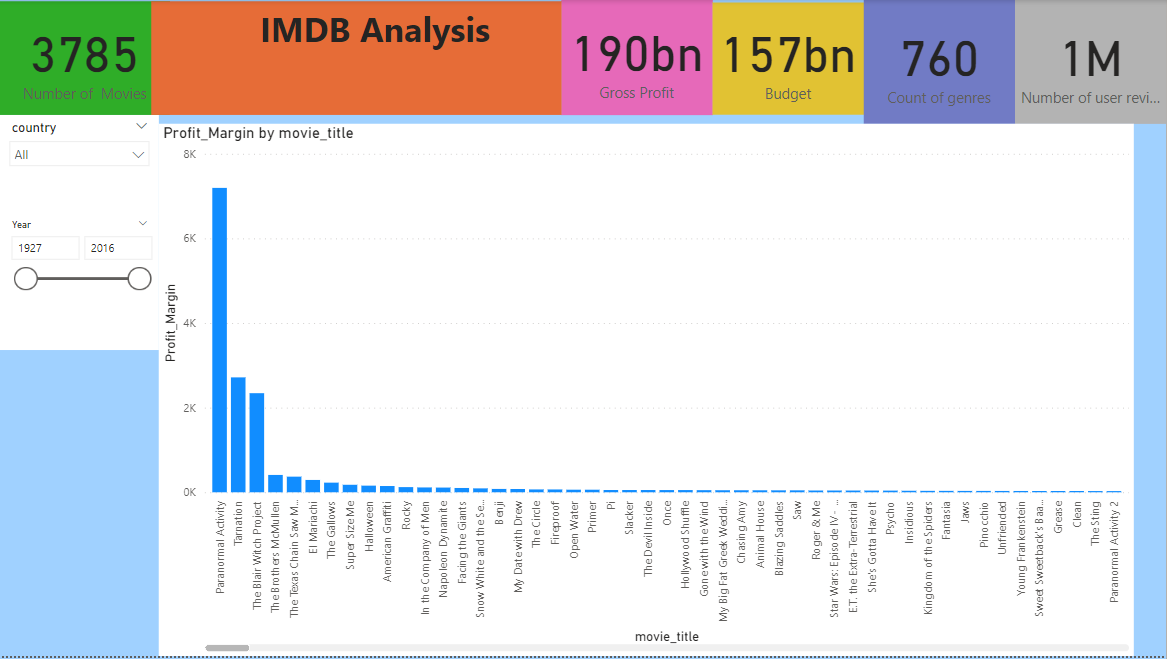 3785
Number of Movies
IMDB Analysis
190bn
Gross Profit
157bn
Budget
760
Count of genres
1M
Number of user revi...
country
All
Year
1927
2016
Profit_Margin by movie_title
Profit_Margin
8K
6K
4K
2K
0K
Paranormal Activity
Tarnation
The Blair Witch Project
The Brothers McMullen
The Texas Chain Saw M...
El Mariachi
The Gallows
Super Size Me
Halloween
American Graffiti
Rocky
In the Company of Men
Napoleon Dynamite
Facing the Giants
Snow White and the Se...
Benji
My Date with Drew
The Circle
Fireproof
Open Water
Primer
Pi
Slacker
The Devil Inside
Once
Hollywood Shuffle
Gone with the Wind
My Big Fat Greek Weddi...
Chasing Amy
Animal House
Blazing Saddles
Saw
Roger & Me
Star Wars: Episode IV - ...
E.T. the Extra-Terrestrial
She's Gotta Have It
Psycho
Insidious
Kingdom of the Spiders
Fantasia
Jaws
Pinocchio
Unfriended
Young Frankenstein
Sweet Sweetback's Baa...
Grease
Clean
The Sting
Paranormal Activity 2
movie_title